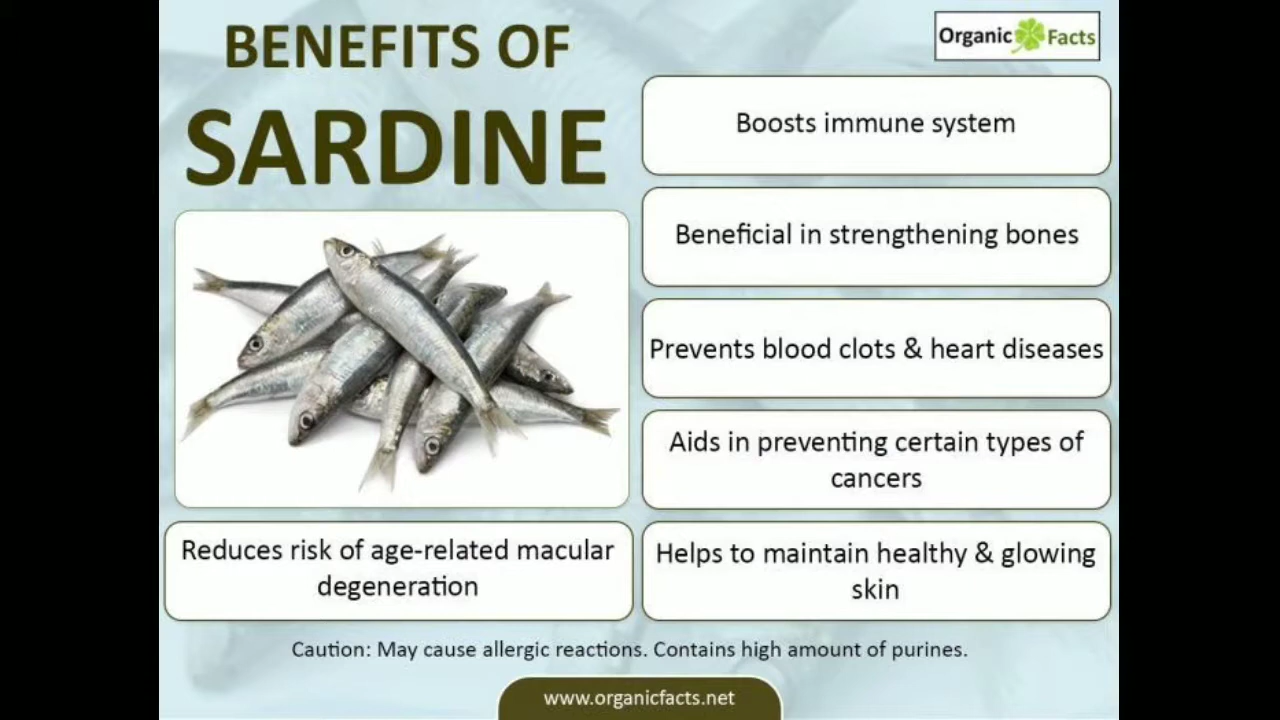 BENEFITS OF
SARDINE
Organic Facts
Boosts immune system
Beneficial in strengthening bones
Prevents blood clots & heart diseases
Aids in preventing certain types of
cancers
Reduces risk of age-related macular
degeneration
Helps to maintain healthy & glowing
skin
Caution: May cause allergic reactions. Contains high amount of purines.
www.organicfacts.net